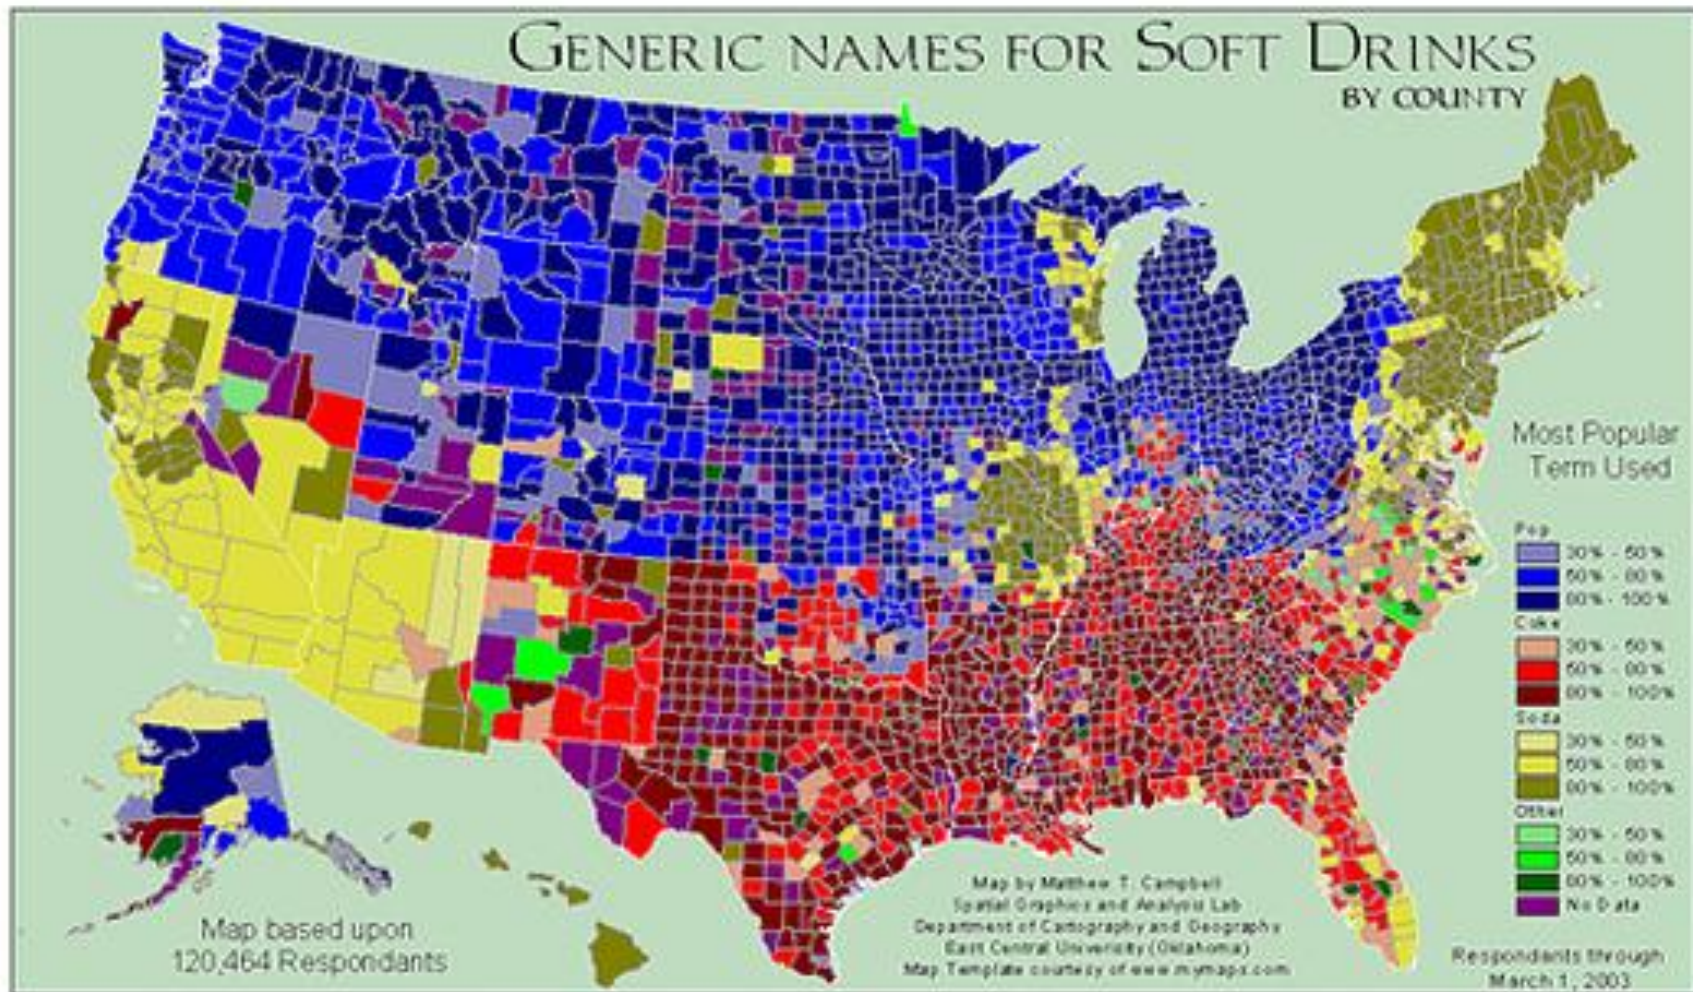 GENERIC NAMES FOR SOFT DRINKS
BY COUNTY
Most Popular
Term Used
Pop
30% - 50%
50% - 80%
80% - 100%
Coke
30% - 50%
50% - 80%
80% - 100%
Soda
30% - 50%
50% - 80%
80% - 100%
Other
30% - 50%
50% - 80%
80% - 100%
No Data
Map by Matthew T. Campbell
Spatial Graphics and Analysis Lab
Department of Cartography and Geography
East Central University (Oklahoma)
Map Template courtesy of www.mymaps.com
Map based upon
120,464 Respondants
Respondants through
March 1, 2003